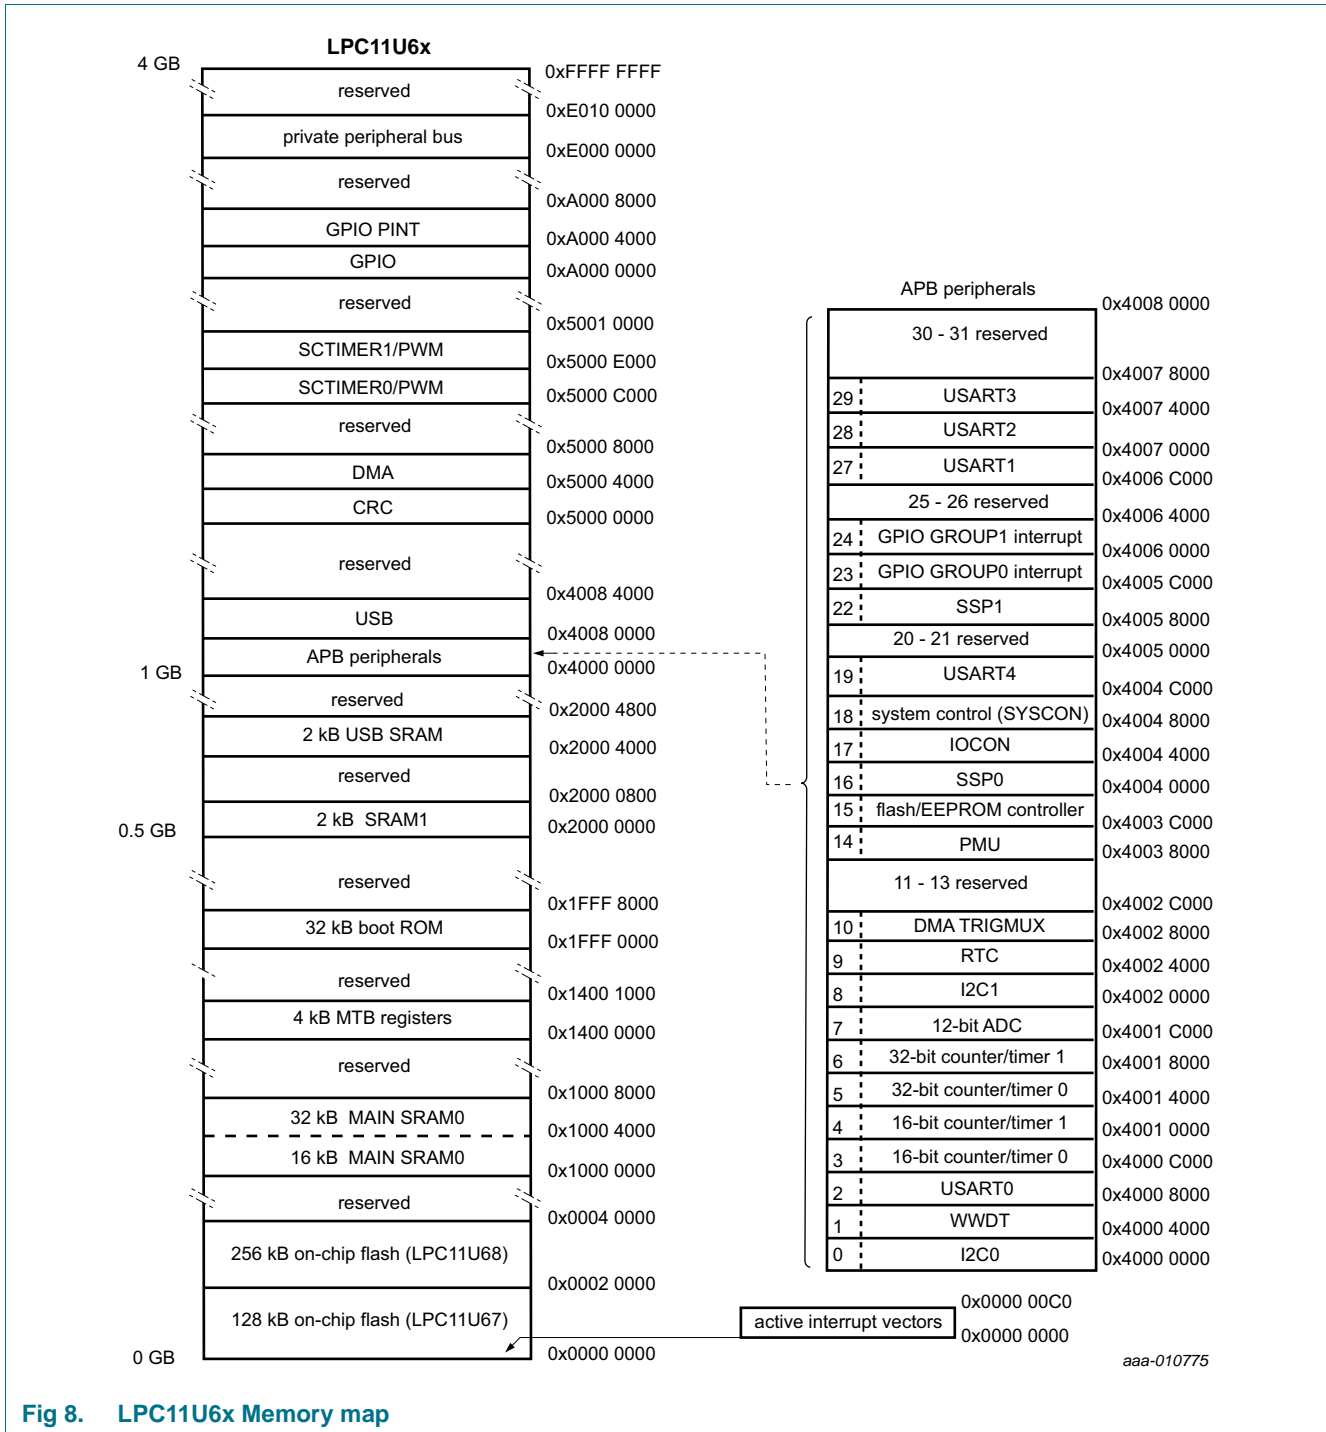 LPC11U6x
4 GB
0xFFFF FFFF
reserved
0xE010 0000
private peripheral bus
0xE000 0000
reserved
0xA000 8000
GPIO PINT
0xA000 4000
GPIO
0xA000 0000
reserved
0x5001 0000
SCTIMER1/PWM
0x5000 E000
SCTIMER0/PWM
0x5000 C000
reserved
0x5000 8000
DMA
0x5000 4000
CRC
0x5000 0000
reserved
0x4008 4000
USB
0x4008 0000
APB peripherals
1 GB
0x4000 0000
reserved
0x2000 4800
2 kB USB SRAM
0x2000 4000
reserved
0x2000 0800
2 kB SRAM1
0.5 GB
0x2000 0000
reserved
0x1FFF 8000
32 kB boot ROM
0x1FFF 0000
reserved
0x1400 1000
4 kB MTB registers
0x1400 0000
reserved
0x1000 8000
32 kB MAIN SRAM0
0x1000 4000
16 kB MAIN SRAM0
0x1000 0000
reserved
0x0004 0000
256 kB on-chip flash (LPC11U68)
0x0002 0000
128 kB on-chip flash (LPC11U67)
0 GB
0x0000 0000
APB peripherals
0x4008 0000
30 - 31 reserved
0x4007 8000
29 USART3
0x4007 4000
28 USART2
0x4007 0000
27 USART1
0x4006 C000
25 - 26 reserved
0x4006 4000
24 GPIO GROUP1 interrupt
0x4006 0000
23 GPIO GROUP0 interrupt
0x4005 C000
22 SSP1
0x4005 8000
20 - 21 reserved
0x4005 0000
19 USART4
0x4004 C000
18 system control (SYSCON)
0x4004 8000
17 IOCON
0x4004 4000
16 SSP0
0x4004 0000
15 flash/EEPROM controller
0x4003 C000
14 PMU
0x4003 8000
11 - 13 reserved
0x4002 C000
10 DMA TRIGMUX
0x4002 8000
9 RTC
0x4002 4000
8 I2C1
0x4002 0000
7 12-bit ADC
0x4001 C000
6 32-bit counter/timer 1
0x4001 8000
5 32-bit counter/timer 0
0x4001 4000
4 16-bit counter/timer 1
0x4001 0000
3 16-bit counter/timer 0
0x4000 C000
2 USART0
0x4000 8000
1 WWDT
0x4000 4000
0 I2C0
0x4000 0000
0x0000 00C0
active interrupt vectors
0x0000 0000
aaa-010775
Fig 8. LPC11U6x Memory map